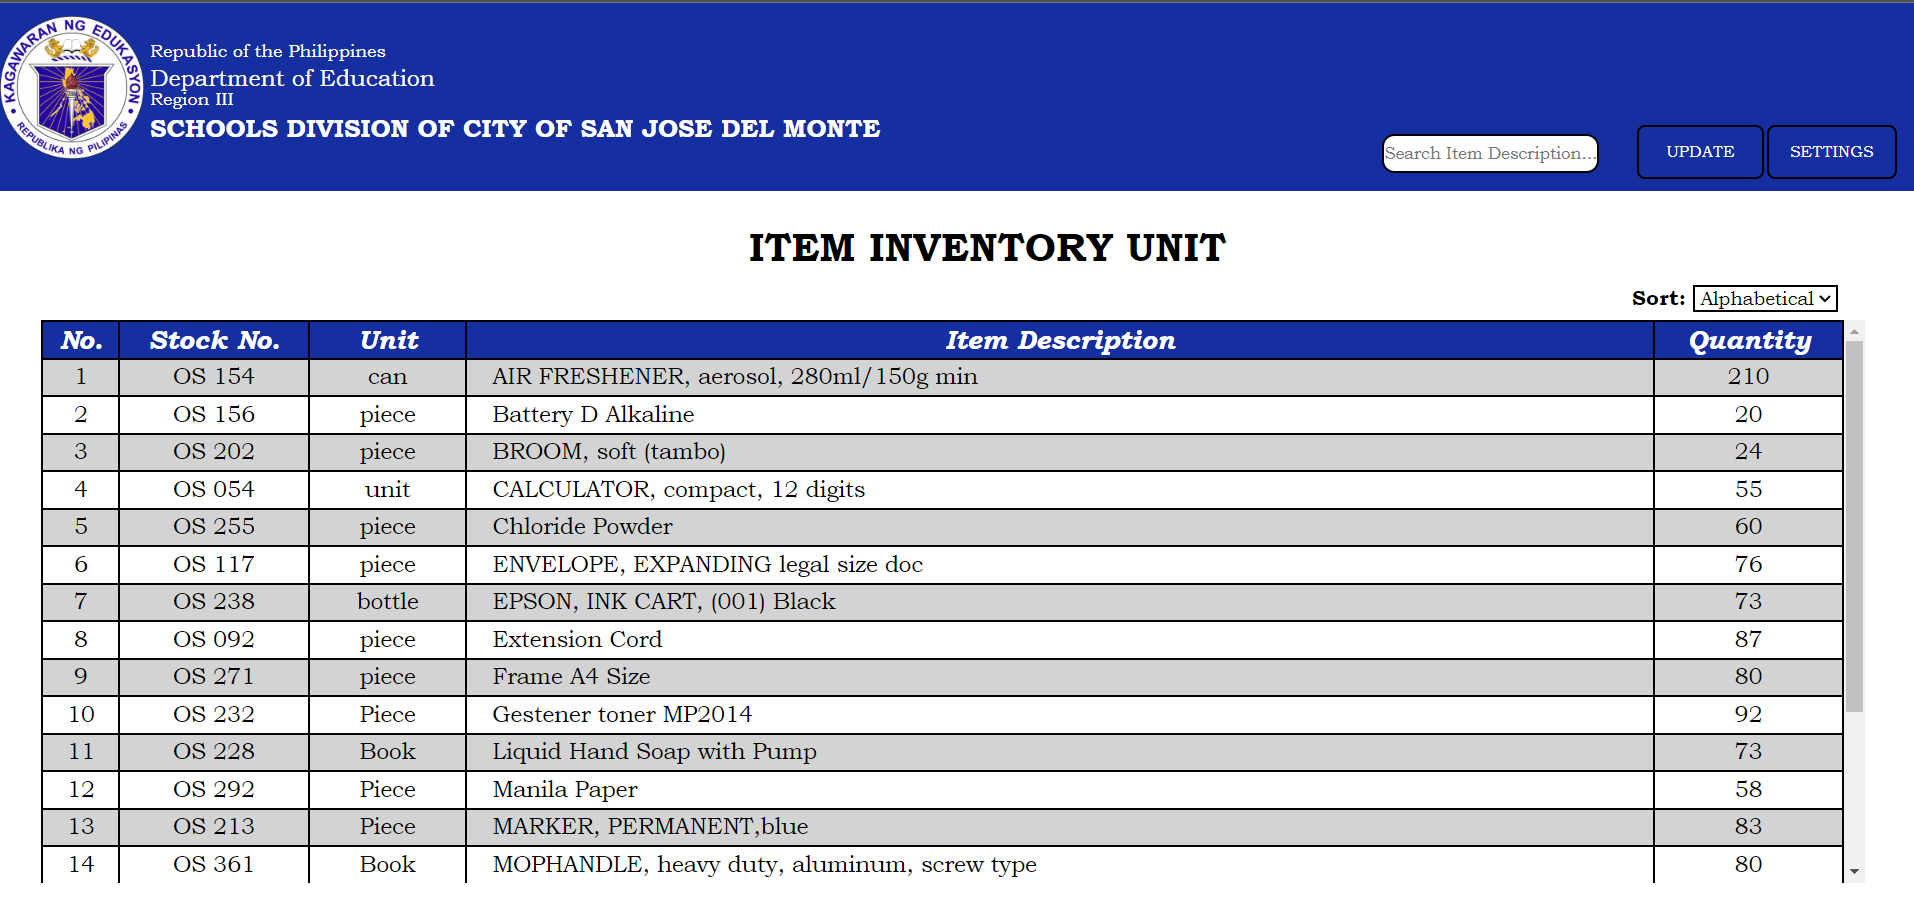 KAGAWARAN NG EDUKASYON
REPUBLIKA NG PILIPINAS
Republic of the Philippines
Department of Education
Region III
SCHOOLS DIVISION OF CITY OF SAN JOSE DEL MONTE
Search Item Description... UPDATE SETTINGS
ITEM INVENTORY UNIT
Sort: Alphabetical
No. Stock No. Unit Item Description Quantity
1 OS 154 can AIR FRESHENER, aerosol, 280ml/150g min 210
2 OS 156 piece Battery D Alkaline 20
3 OS 202 piece BROOM, soft (tambo) 24
4 OS 054 unit CALCULATOR, compact, 12 digits 55
5 OS 255 piece Chloride Powder 60
6 OS 117 piece ENVELOPE, EXPANDING legal size doc 76
7 OS 238 bottle EPSON, INK CART, (001) Black 73
8 OS 092 piece Extension Cord 87
9 OS 271 piece Frame A4 Size 80
10 OS 232 Piece Gestener toner MP2014 92
11 OS 228 Book Liquid Hand Soap with Pump 73
12 OS 292 Piece Manila Paper 58
13 OS 213 Piece MARKER, PERMANENT,blue 83
14 OS 361 Book MOPHANDLE, heavy duty, aluminum, screw type 80